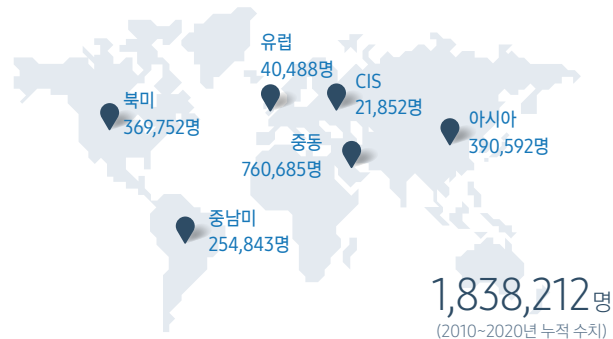 유럽
40,488명
CIS
21,852명
북미
369,752명
아시아
390,592명
중동
760,685명
중남미
254,843명
1,838,212명
(2010~2020년 누적 수치)